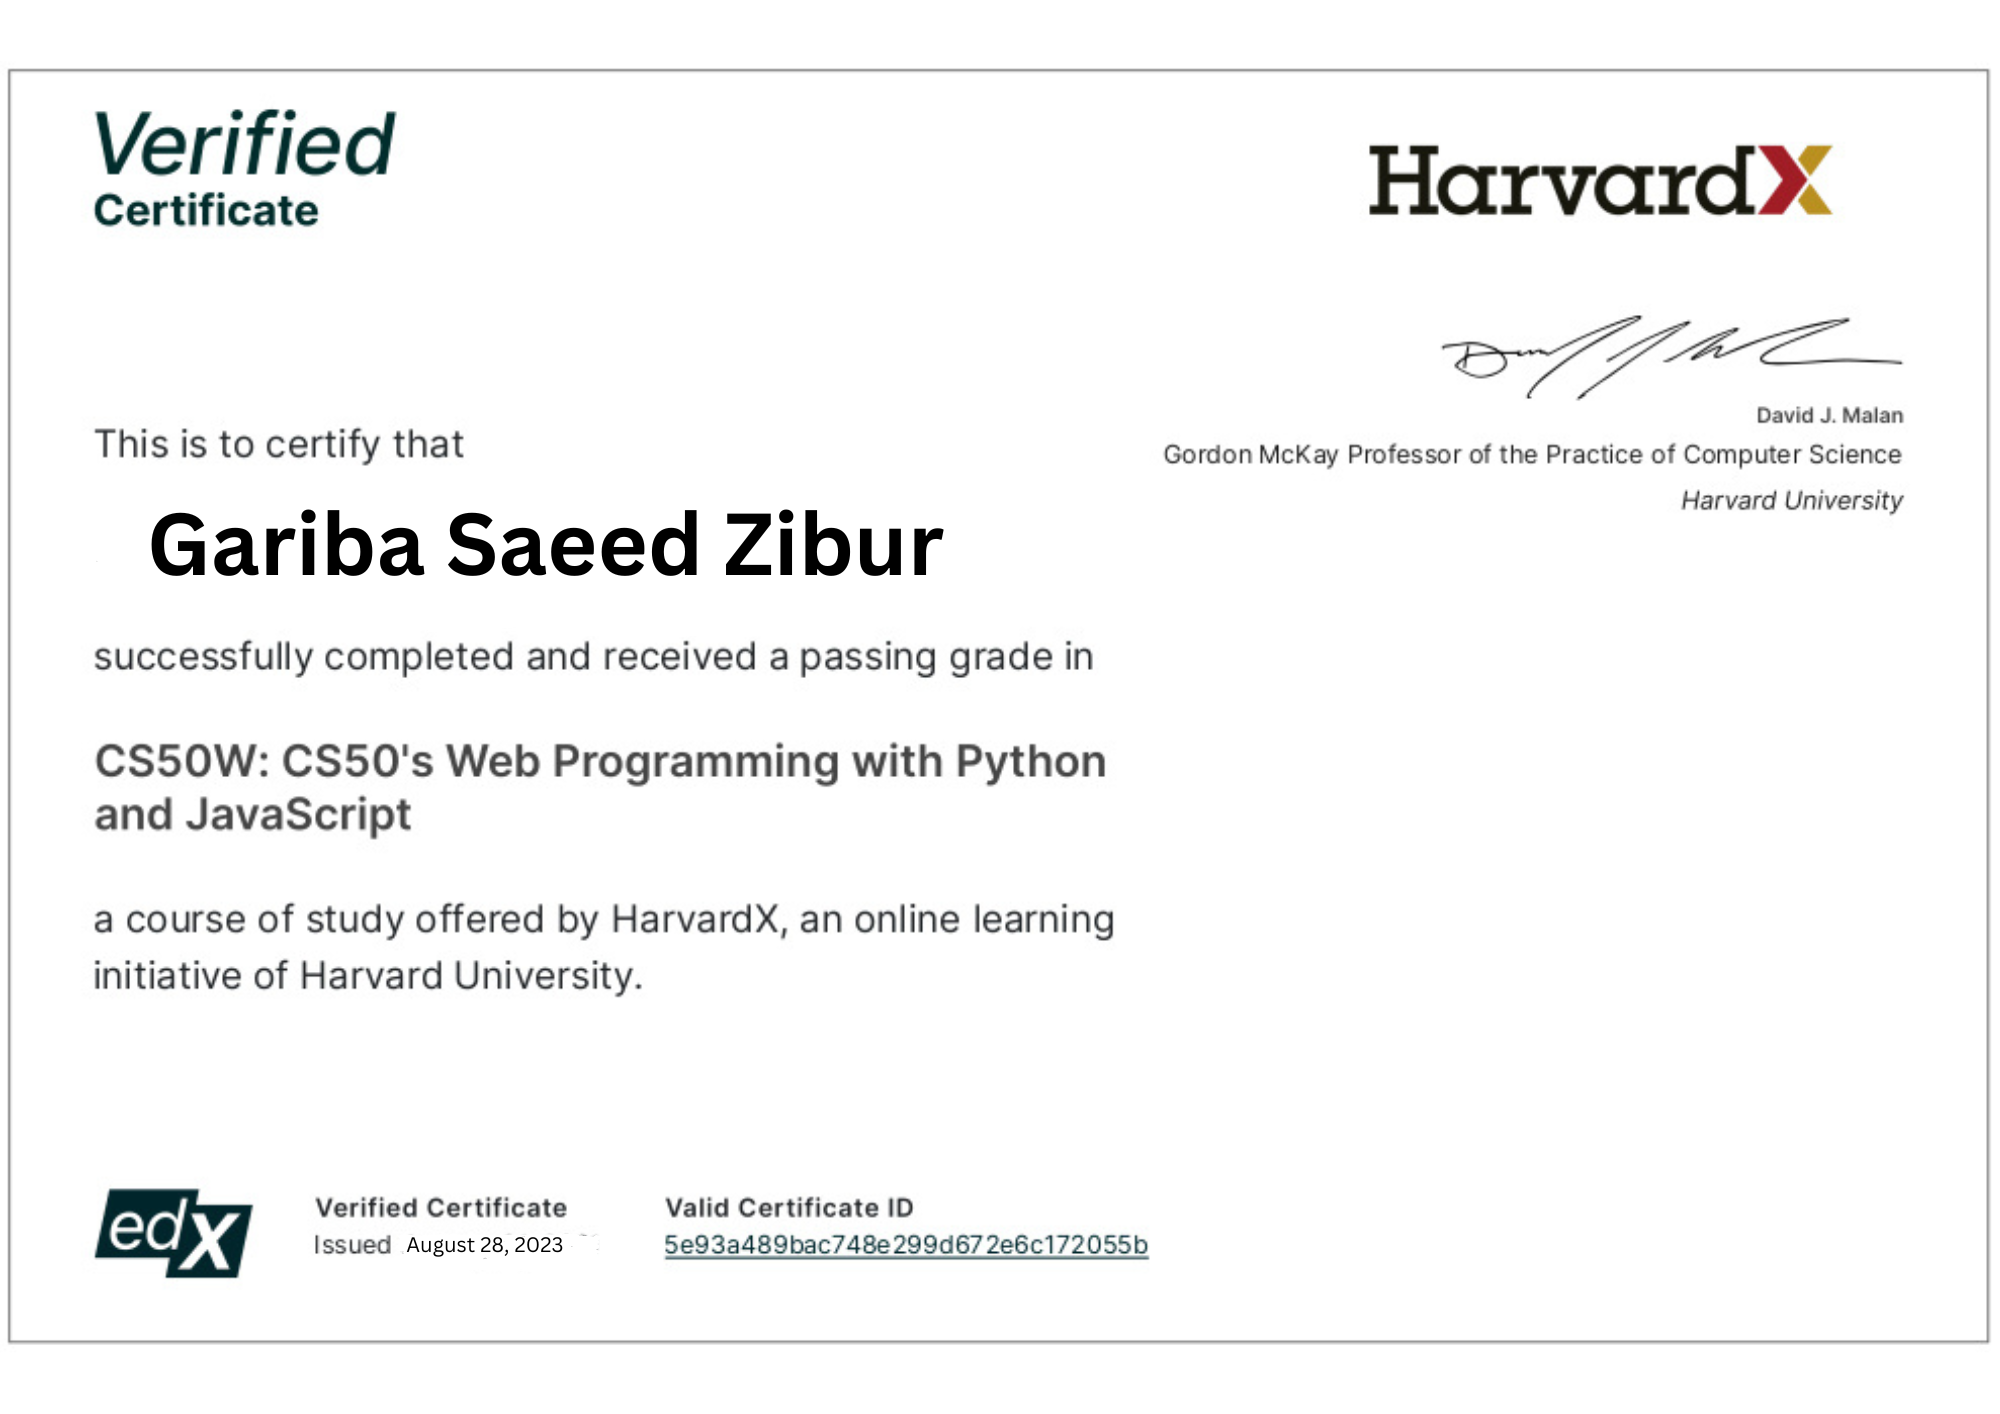 Verified
Certificate
HarvardX
David J. Malan
Gordon McKay Professor of the Practice of Computer Science
Harvard University
This is to certify that
Gariba Saeed Zibur
successfully completed and received a passing grade in
CS50W: CS50's Web Programming with Python
and JavaScript
a course of study offered by HarvardX, an online learning
initiative of Harvard University.
edX
Verified Certificate
Issued August 28, 2023
Valid Certificate ID
5e93a489bac748e299d672e6c172055b